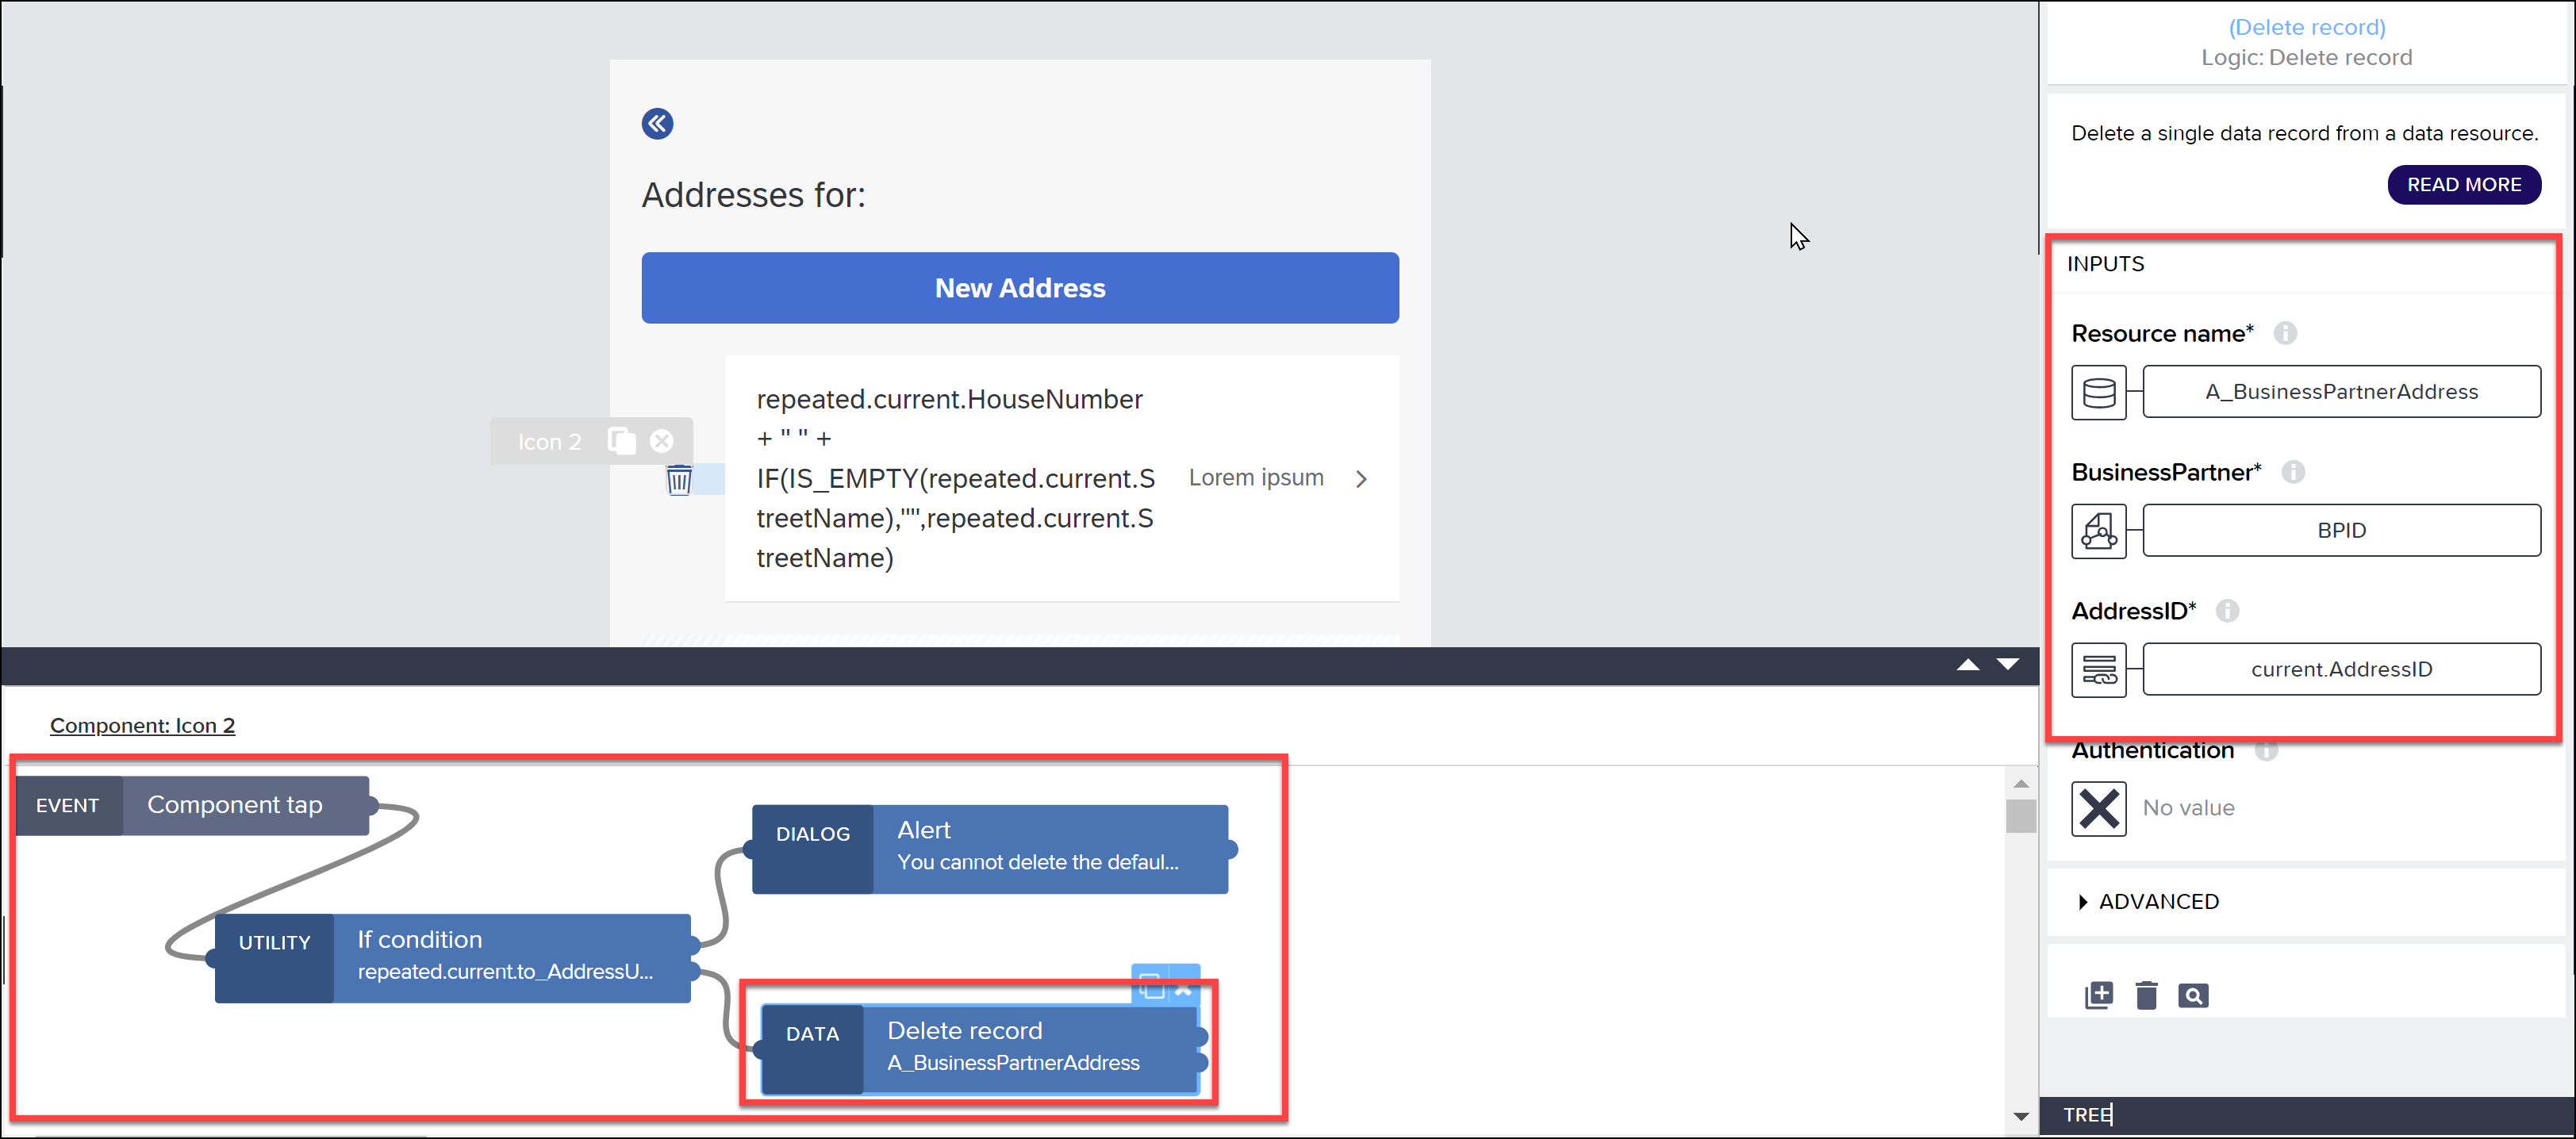 Addresses for:
New Address
repeated.current.HouseNumber
+ " " +
Icon 2
IF(IS_EMPTY(repeated.current.S
treetName),"",repeated.current.S
treetName)
Lorem ipsum
Component: Icon 2
EVENT
Component tap
UTILITY
If condition
repeated.current.to_AddressU...
DIALOG
Alert
You cannot delete the defaul...
DATA
Delete record
A_BusinessPartnerAddress
(Delete record)
Logic: Delete record
Delete a single data record from a data resource.
READ MORE
INPUTS
Resource name*
A_BusinessPartnerAddress
BusinessPartner*
BPID
AddressID*
current.AddressID
Authentication
No value
ADVANCED
TREE